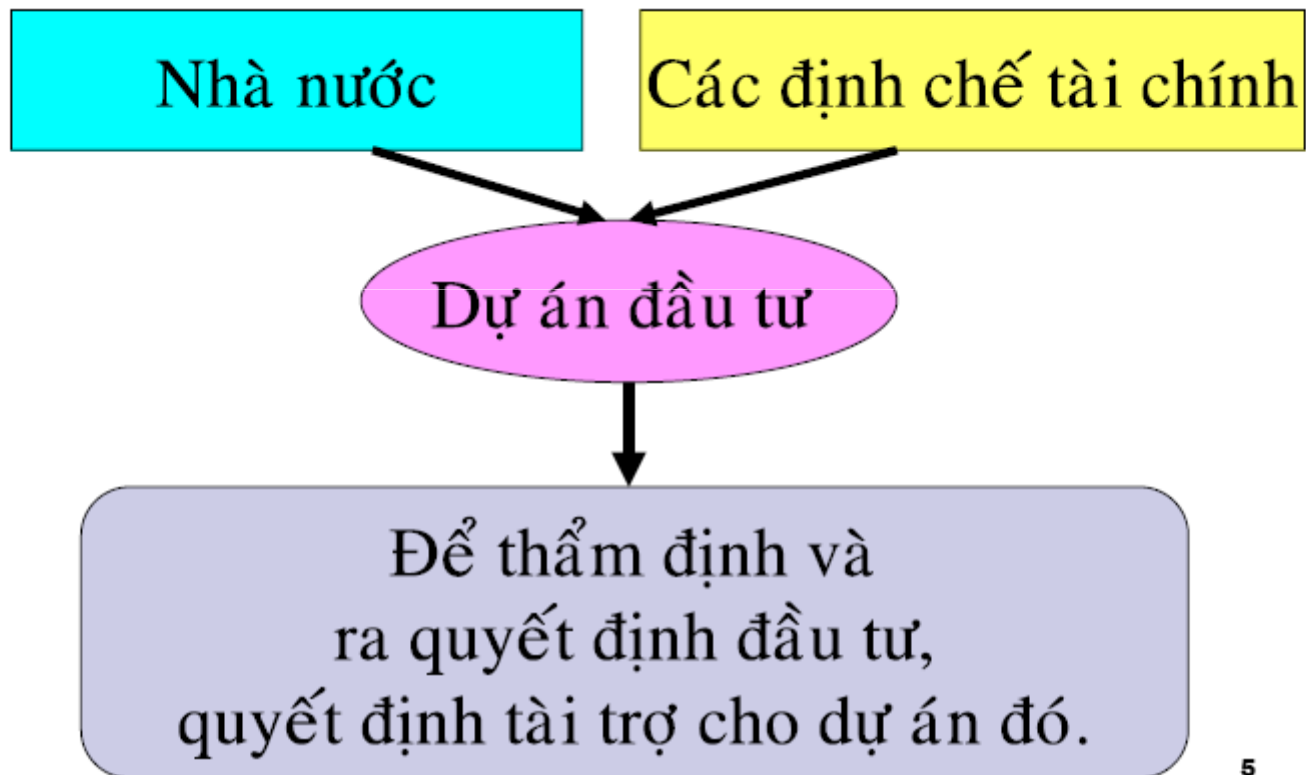 Nhà nước
Các định chế tài chính
Dự án đầu tư
Để thẩm định và
ra quyết định đầu tư,
quyết định tài trợ cho dự án đó.
5